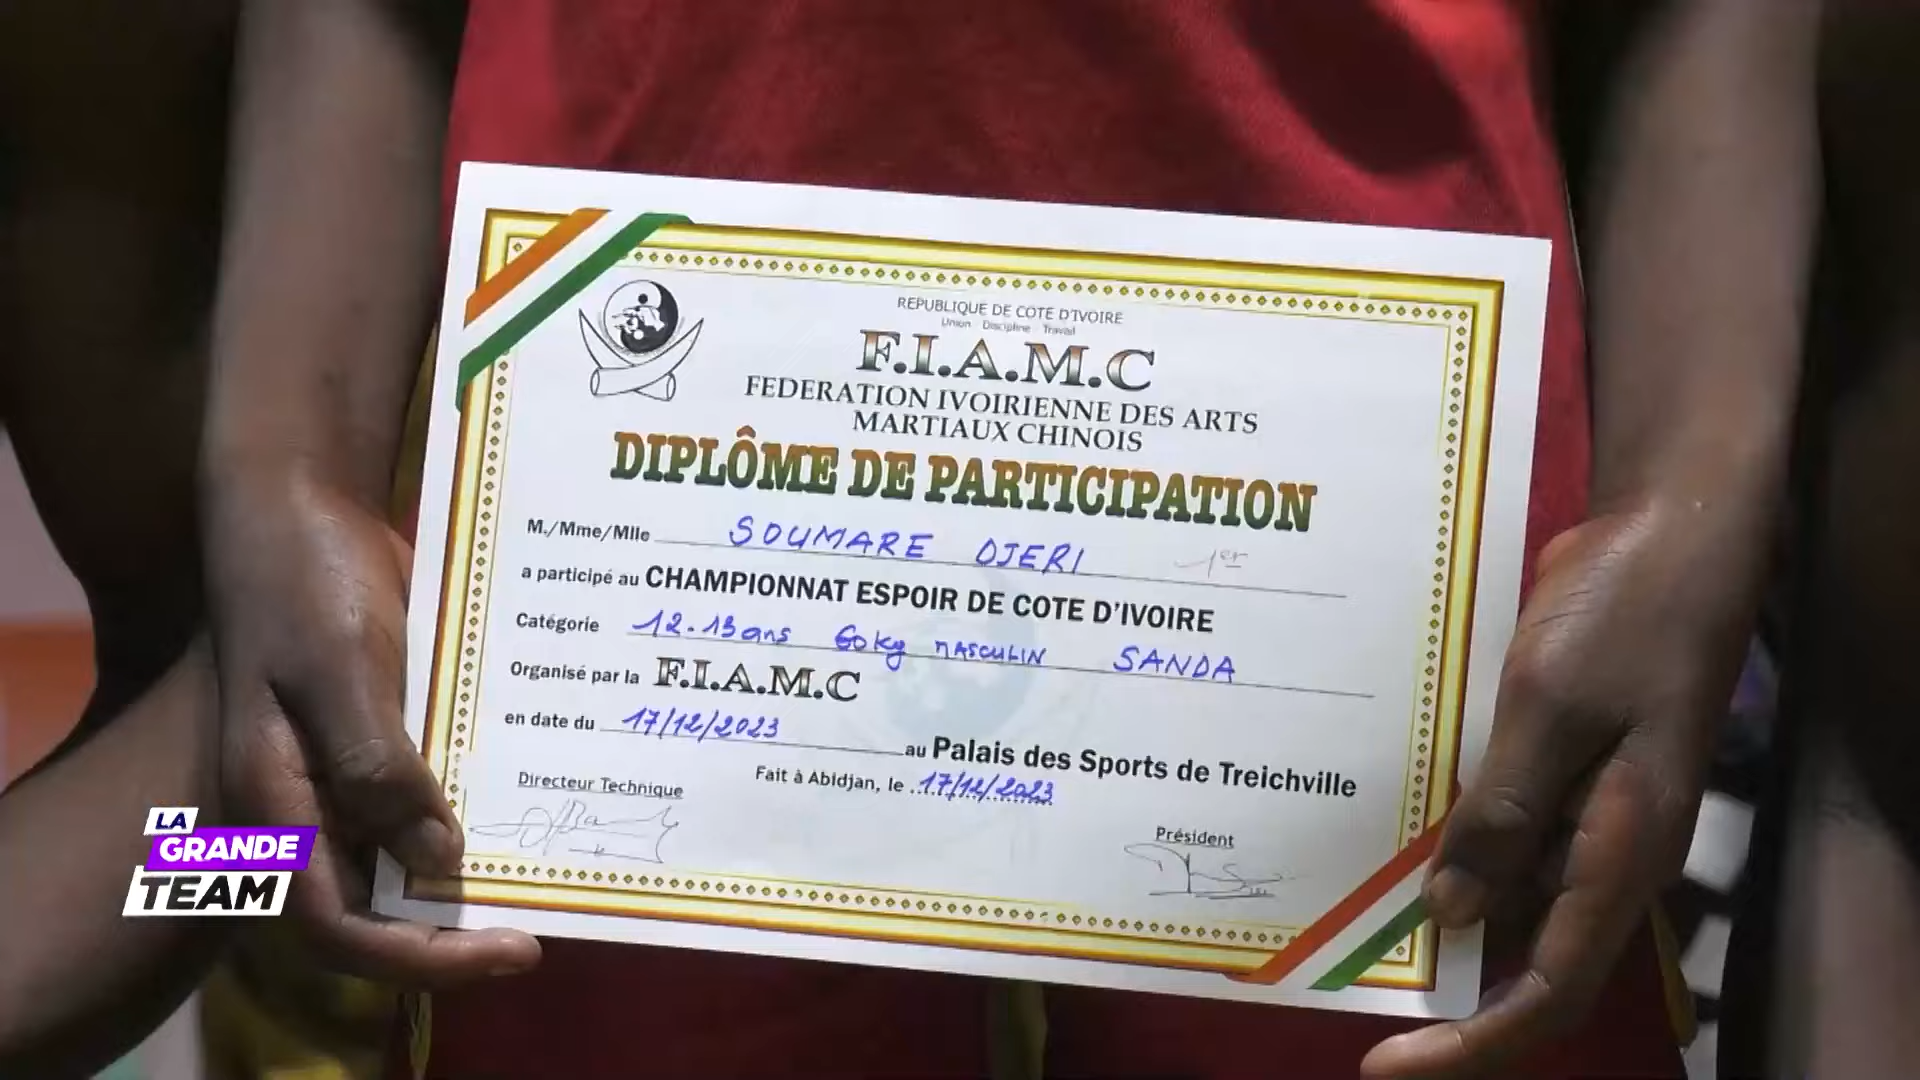 REPUBLIQUE DE COTE D'IVOIRE
Union - Discipline - Travail
F.I.A.M.C
FEDERATION IVOIRIENNE DES ARTS
MARTIAUX CHINOIS
DIPLÔME DE PARTICIPATION
M./Mme/Mlle SOUMARE DJERI 1er
a participé au CHAMPIONNAT ESPOIR DE COTE D'IVOIRE
Catégorie 12-13 ans 60kg MASCULIN SANDA
Organisé par la F.I.A.M.C
en date du 17/12/2023 au Palais des Sports de Treichville
Fait à Abidjan, le 17/12/2023
Directeur Technique
Président
LA
GRANDE
TEAM